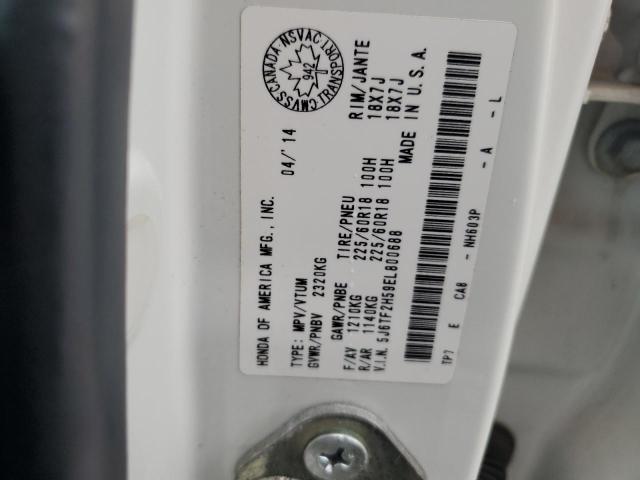 HONDA OF AMERICA MFG., INC. 04/'14
CMVSS·CANADA·NSVAC
TRANSPORT
942
TYPE: MPV/VTUM
GVWR/PNBV 2320KG
GAWR/PNBE TIRE/PNEU RIM/JANTE
F/AV 1210KG 225/60R18 100H 18X7J
R/AR 1140KG 225/60R18 100H 18X7J
V.I.N. 5J6TF2H59EL800688 MADE IN U.S.A.
TP7 E CA8 - NH603P - A - L